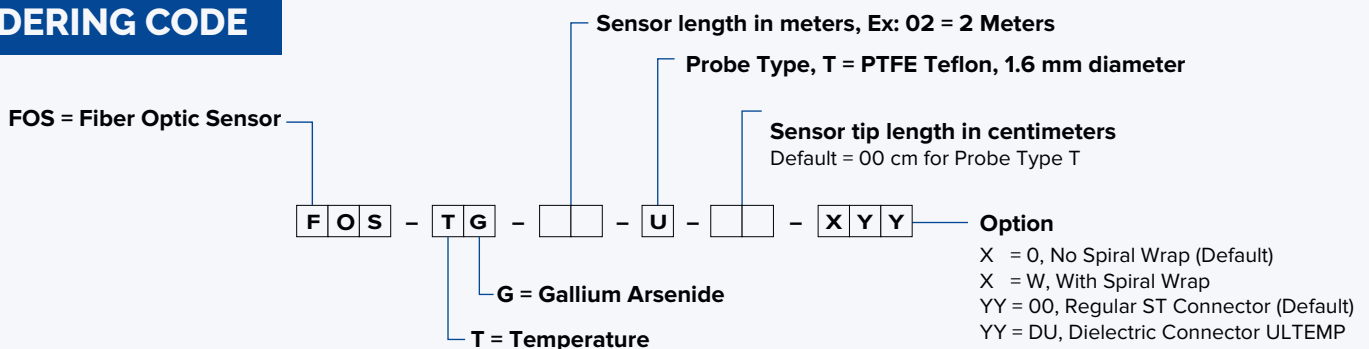 DERING CODE
Sensor length in meters, Ex: 02 = 2 Meters
Probe Type, T = PTFE Teflon, 1.6 mm diameter
FOS = Fiber Optic Sensor
Sensor tip length in centimeters
Default = 00 cm for Probe Type T
F O S – T G – – U – – X Y Y
Option
X = 0, No Spiral Wrap (Default)
X = W, With Spiral Wrap
YY = 00, Regular ST Connector (Default)
YY = DU, Dielectric Connector ULTEMP
G = Gallium Arsenide
T = Temperature